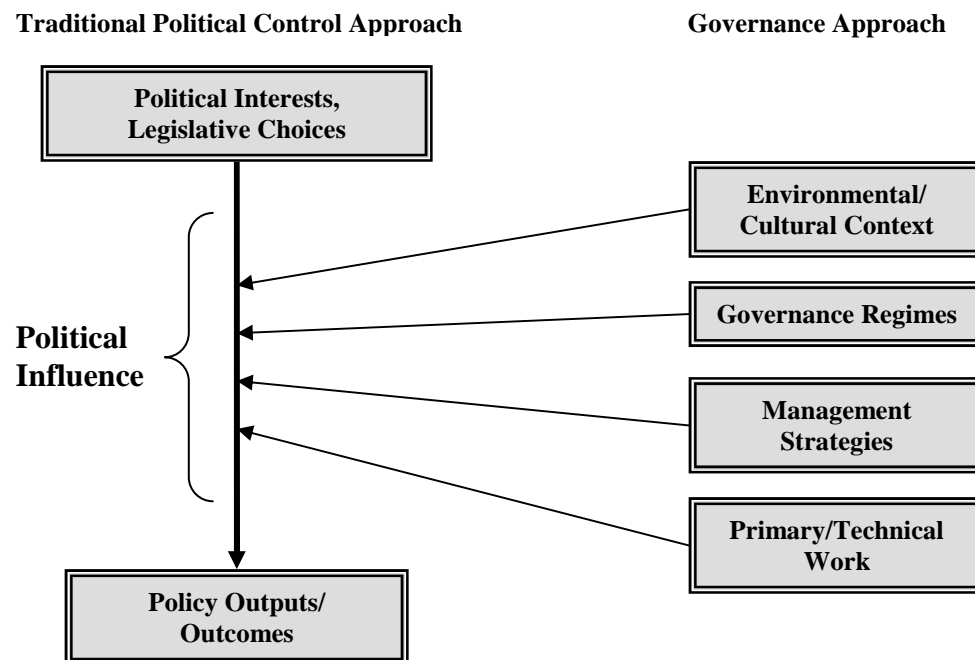 Traditional Political Control Approach
Governance Approach
Political Interests,
Legislative Choices
Environmental/
Cultural Context
Governance Regimes
Political
Influence
Management
Strategies
Primary/Technical
Work
Policy Outputs/
Outcomes